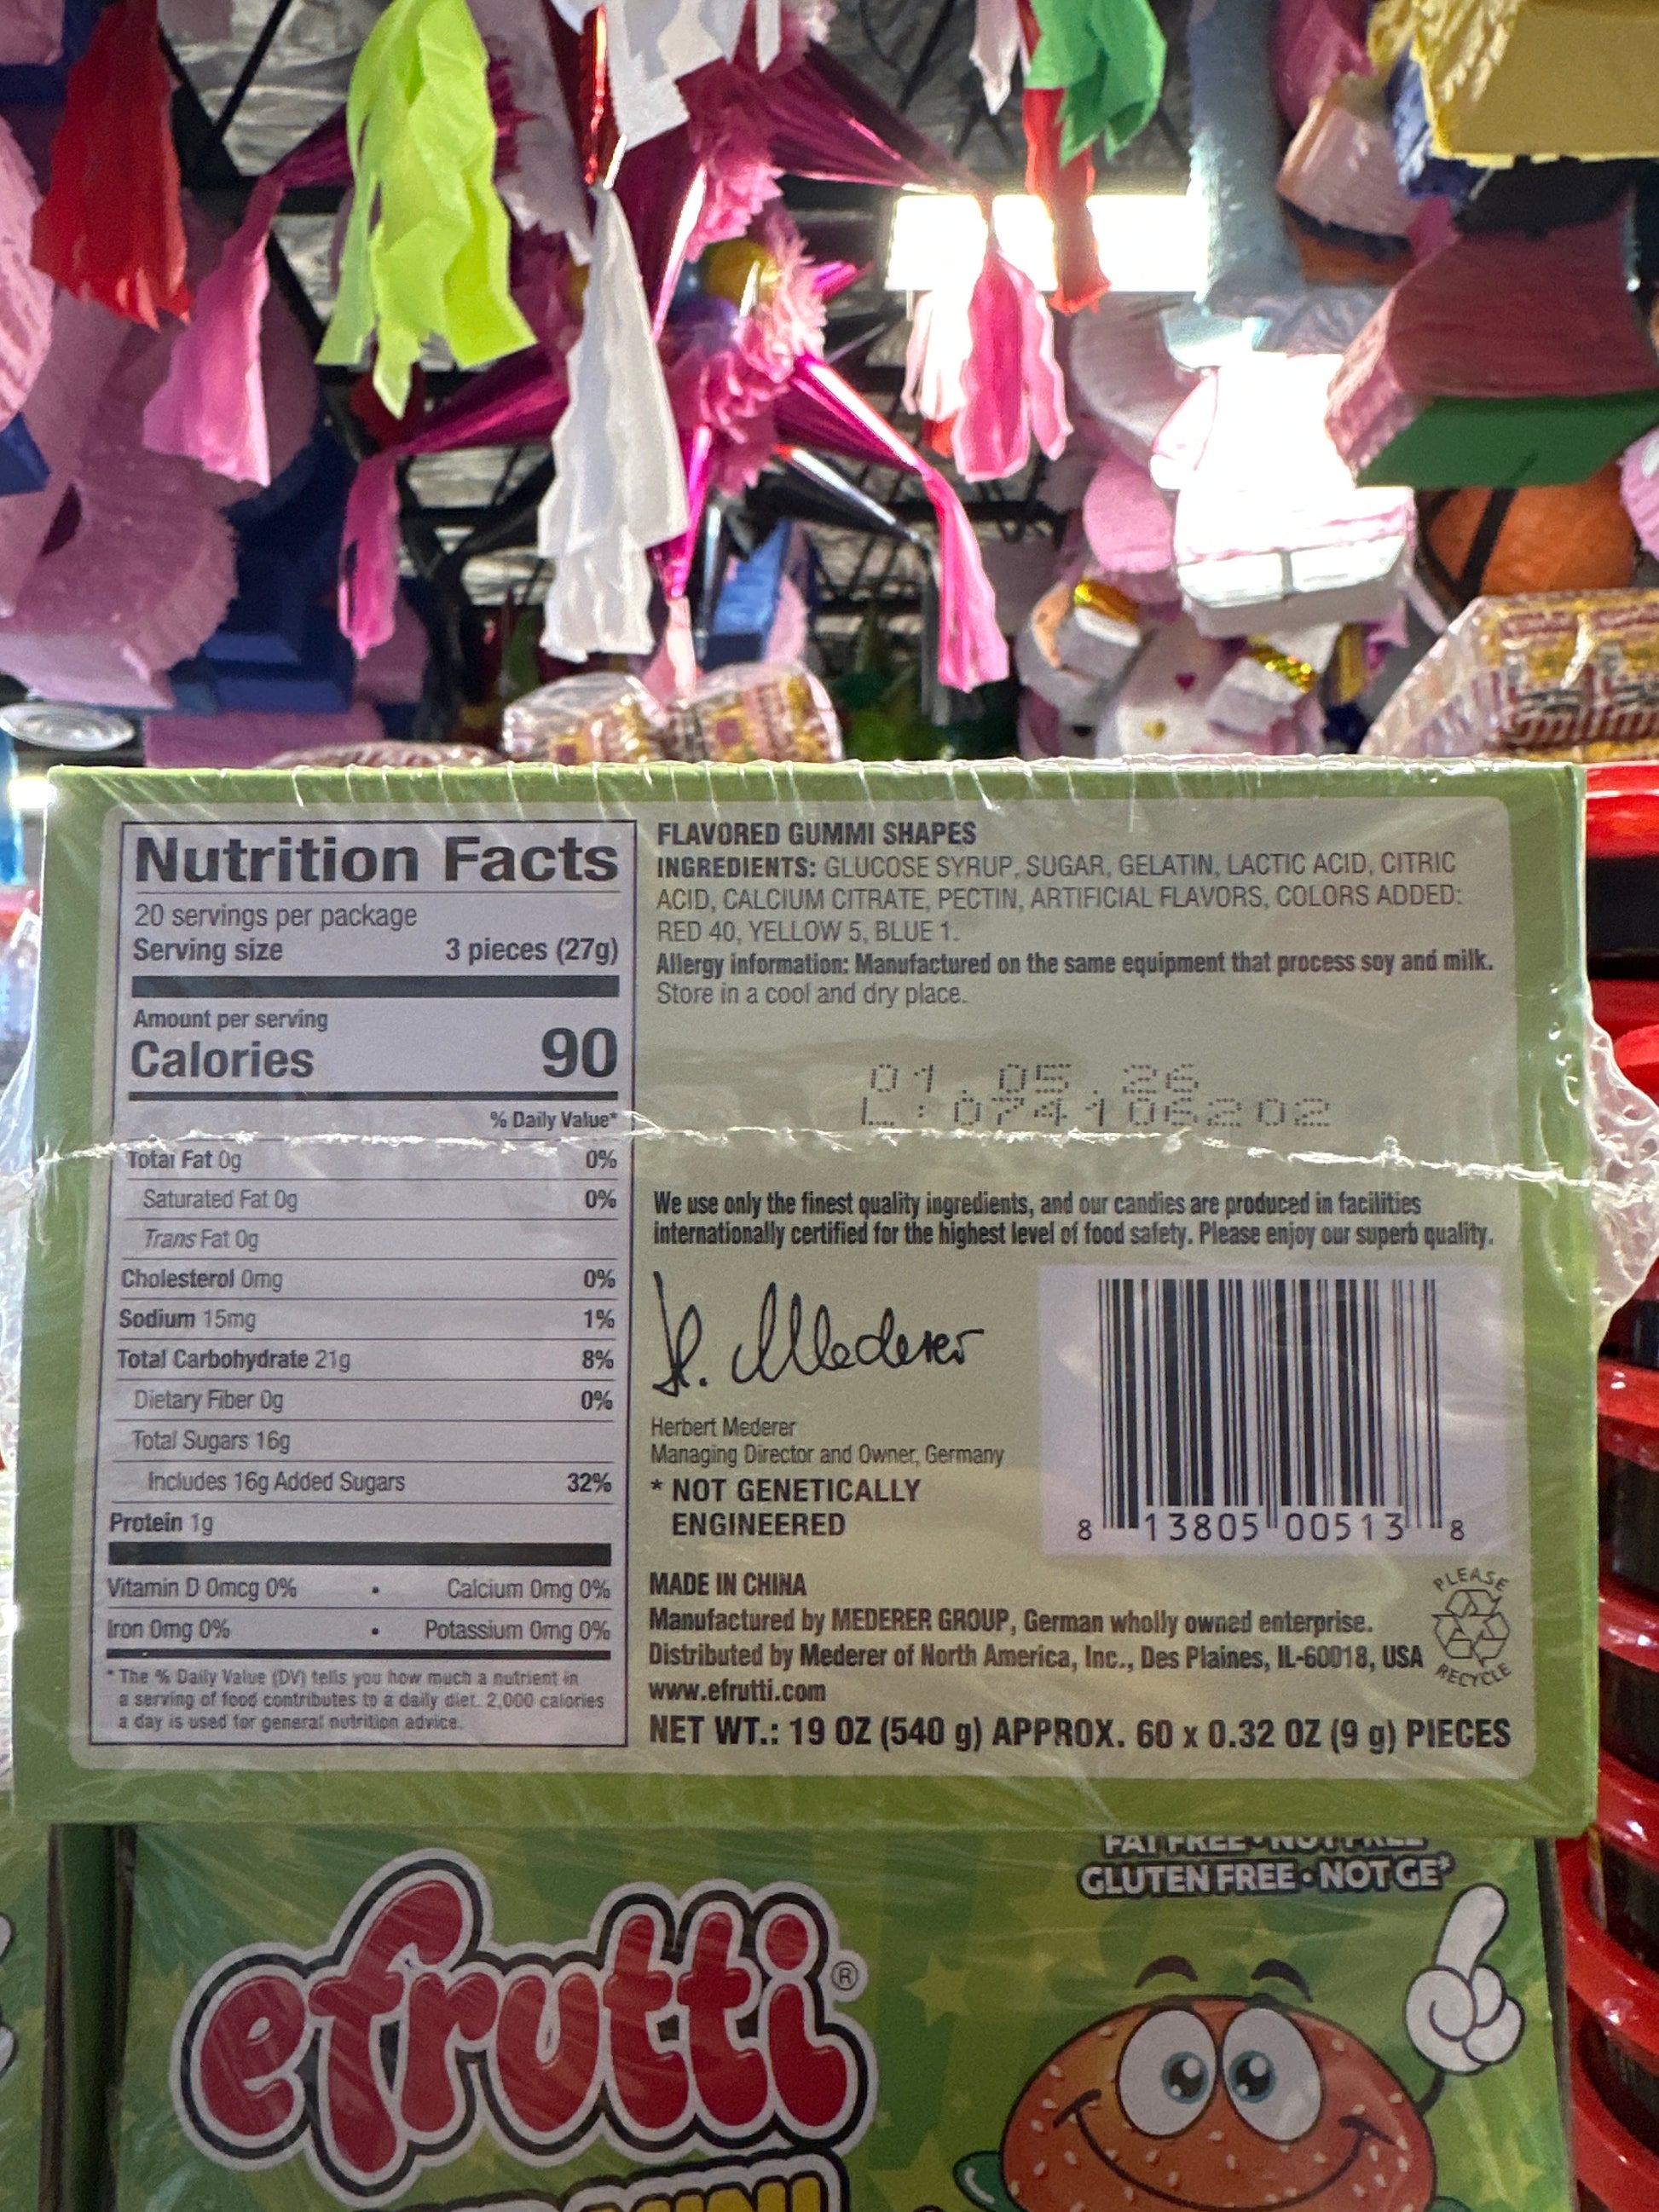 Nutrition Facts
20 servings per package
Serving size 3 pieces (27g)
Amount per serving
Calories 90
% Daily Value*
Total Fat 0g 0%
Saturated Fat 0g 0%
Trans Fat 0g
Cholesterol 0mg 0%
Sodium 15mg 1%
Total Carbohydrate 21g 8%
Dietary Fiber 0g 0%
Total Sugars 16g
Includes 16g Added Sugars 32%
Protein 1g
Vitamin D 0mcg 0% • Calcium 0mg 0%
Iron 0mg 0% • Potassium 0mg 0%
* The % Daily Value (DV) tells you how much a nutrient in
a serving of food contributes to a daily diet. 2,000 calories
a day is used for general nutrition advice.
FLAVORED GUMMI SHAPES
INGREDIENTS: GLUCOSE SYRUP, SUGAR, GELATIN, LACTIC ACID, CITRIC
ACID, CALCIUM CITRATE, PECTIN, ARTIFICIAL FLAVORS, COLORS ADDED:
RED 40, YELLOW 5, BLUE 1.
Allergy information: Manufactured on the same equipment that process soy and milk.
Store in a cool and dry place.
01.05.26
L:074106202
We use only the finest quality ingredients, and our candies are produced in facilities
internationally certified for the highest level of food safety. Please enjoy our superb quality.
H. Mederer
Herbert Mederer
Managing Director and Owner, Germany
* NOT GENETICALLY
ENGINEERED
8 13805 00513 8
MADE IN CHINA
Manufactured by MEDERER GROUP, German wholly owned enterprise.
Distributed by Mederer of North America, Inc., Des Plaines, IL-60018, USA
www.efrutti.com
PLEASE
RECYCLE
NET WT.: 19 OZ (540 g) APPROX. 60 x 0.32 OZ (9 g) PIECES
FAT FREE • NUT FREE
GLUTEN FREE • NOT GE*
efrutti®
MINI